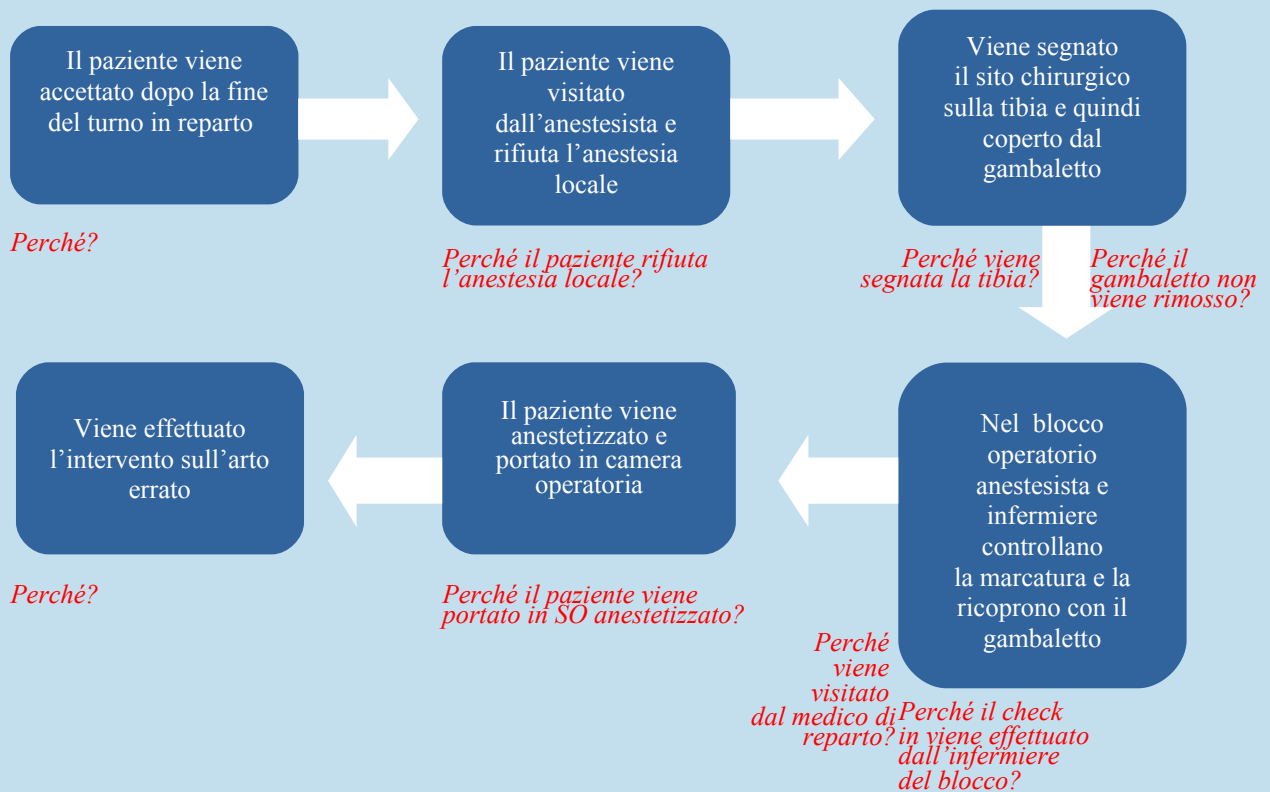 Il paziente viene
accettato dopo la fine
del turno in reparto
Perché?
Il paziente viene
visitato
dall’anestesista e
rifiuta l’anestesia
locale
Perché il paziente rifiuta
l’anestesia locale?
Viene segnato
il sito chirurgico
sulla tibia e quindi
coperto dal
gambaletto
Perché viene
segnata la tibia?
Perché il
gambaletto non
viene rimosso?
Nel blocco
operatorio
anestesista e
infermiere
controllano
la marcatura e la
ricoprono con il
gambaletto
Perché
viene
visitato
dal medico di
reparto?
Perché il check
in viene effettuato
dall’infermiere
del blocco?
Il paziente viene
anestetizzato e
portato in camera
operatoria
Perché il paziente viene
portato in SO anestetizzato?
Viene effettuato
l’intervento sull’arto
errato
Perché?